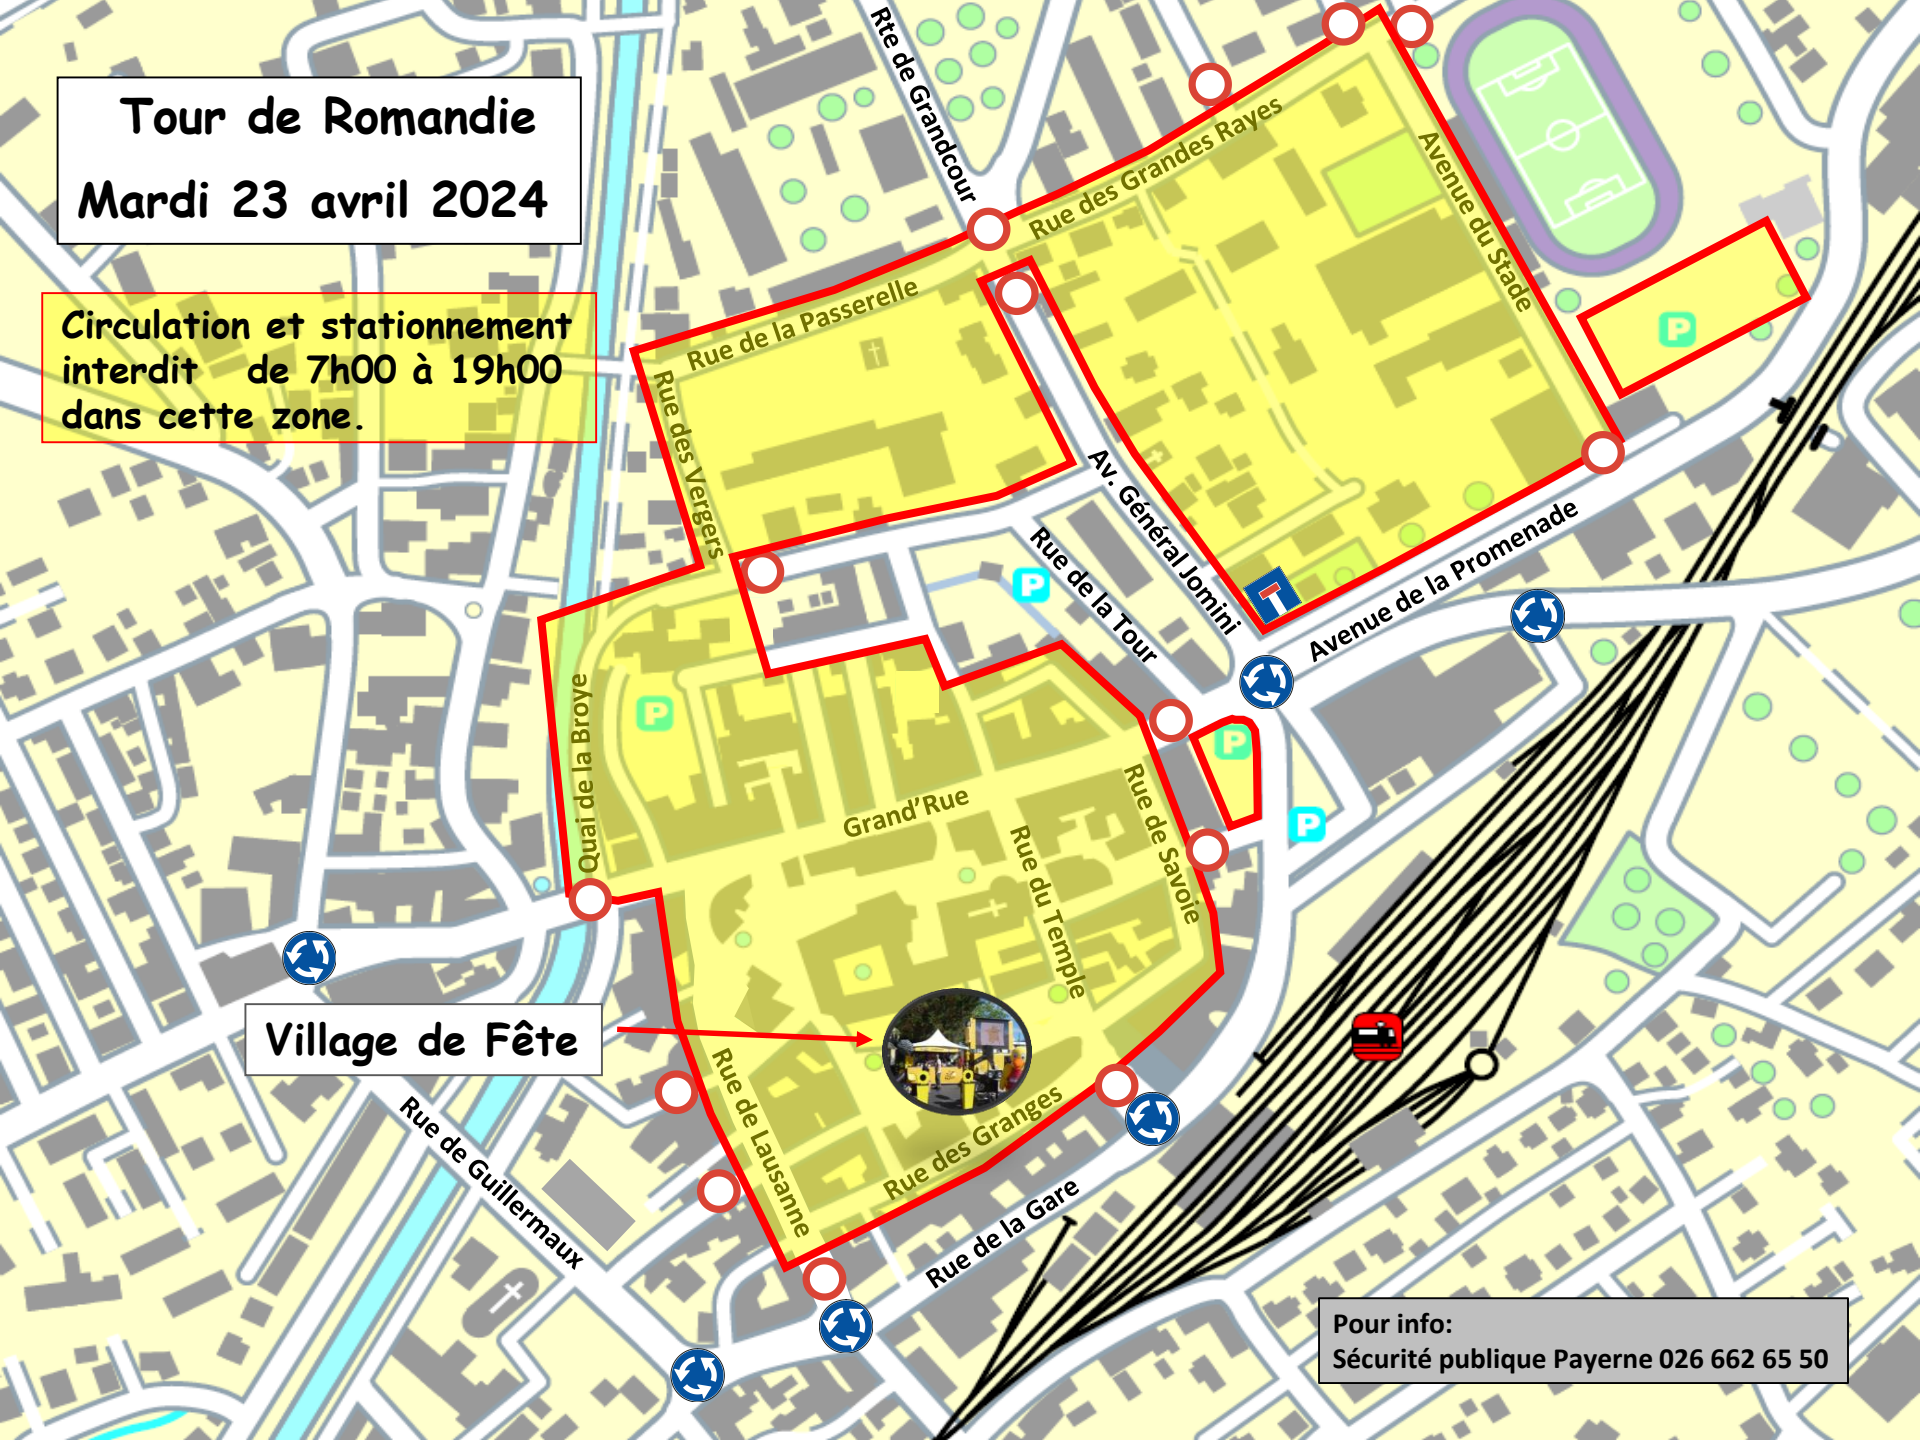 Tour de Romandie
Mardi 23 avril 2024
Circulation et stationnement
interdit de 7h00 à 19h00
dans cette zone.
Rte de Grandcour
Rue des Grandes Rayes
Avenue du Stade
Rue de la Passerelle
Rue des Vergers
P
Av. Général Jomini
Rue de la Tour
P
Avenue de la Promenade
Quai de la Broye
P
P
P
Grand'Rue
Rue de Savoie
Rue du Temple
Village de Fête
Rue de Lausanne
Rue des Granges
Rue de Guillermaux
Rue de la Gare
Pour info:
Sécurité publique Payerne 026 662 65 50